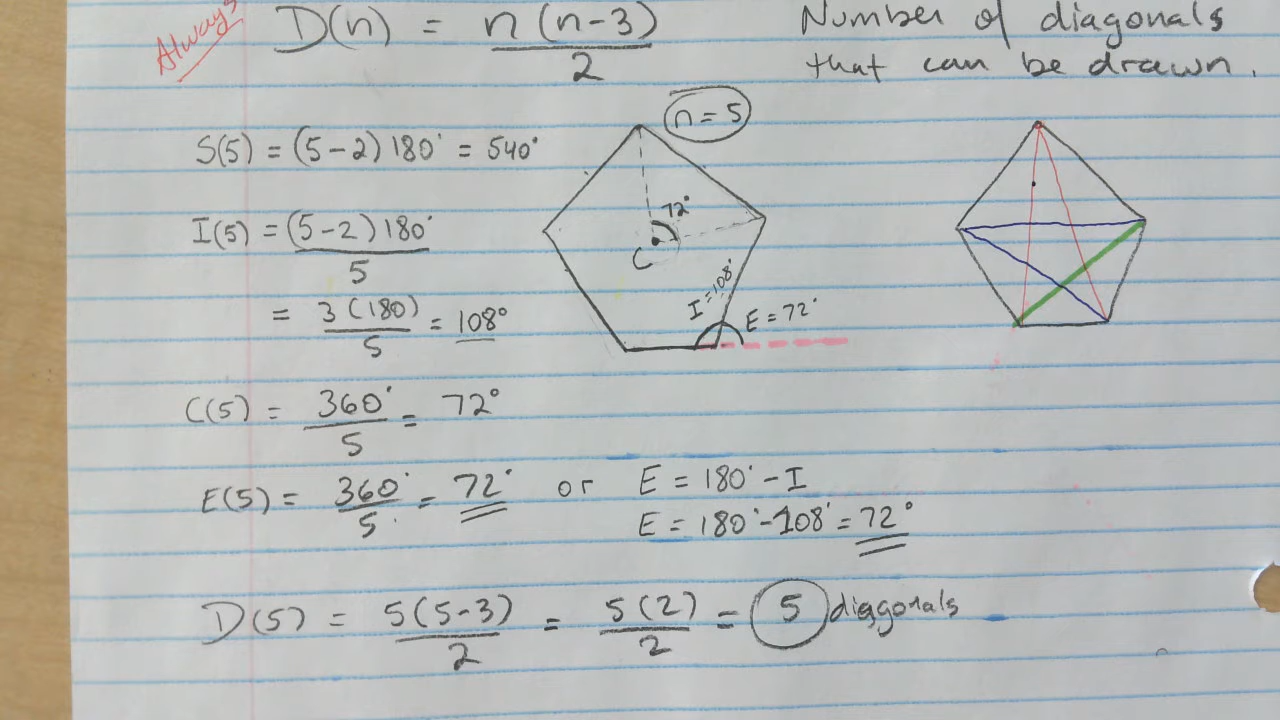 Always
D(n) = n(n-3)/2
Number of diagonals
that can be drawn.
n = 5
S(5) = (5-2)180° = 540°
I(5) = (5-2)180°/5
= 3(180)/5 = 108°
72°
C
I=108°
E = 72°
C(5) = 360°/5 = 72°
E(5) = 360°/5 = 72° or E = 180° - I
E = 180° - 108° = 72°
D(5) = 5(5-3)/2 = 5(2)/2 = 5 diagonals